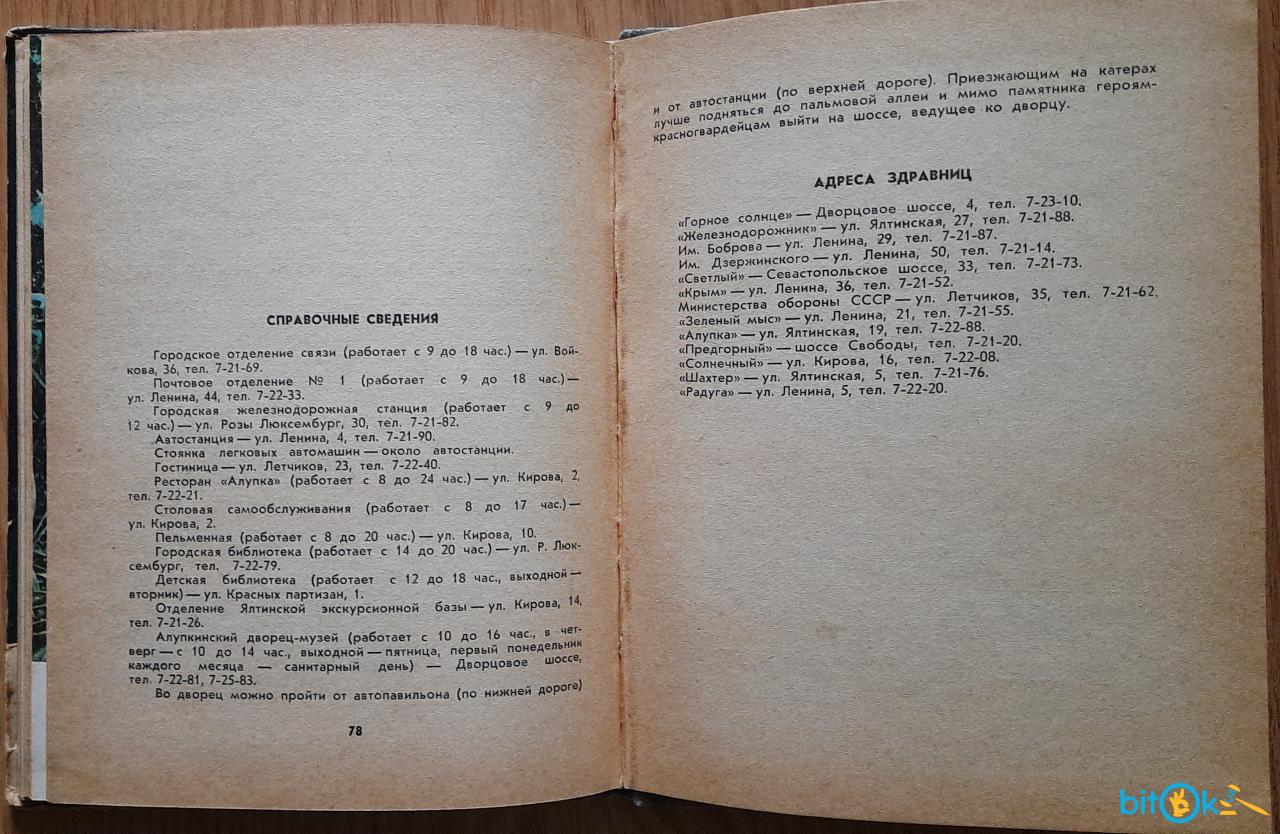 СПРАВОЧНЫЕ СВЕДЕНИЯ
Городское отделение связи (работает с 9 до 18 час.) — ул. Вой-
кова, 36, тел. 7-21-69.
Почтовое отделение № 1 (работает с 9 до 18 час.) —
ул. Ленина, 44, тел. 7-22-33.
Городская железнодорожная станция (работает с 9 до
12 час.) — ул. Розы Люксембург, 30, тел. 7-21-82.
Автостанция — ул. Ленина, 4, тел. 7-21-90.
Стоянка легковых автомашин — около автостанции.
Гостиница — ул. Летчиков, 23, тел. 7-22-40.
Ресторан «Алупка» (работает с 8 до 24 час.) — ул. Кирова, 2,
тел. 7-22-21.
Столовая самообслуживания (работает с 8 до 17 час.) —
ул. Кирова, 2.
Пельменная (работает с 8 до 20 час.) — ул. Кирова, 10.
Городская библиотека (работает с 14 до 20 час.) — ул. Р. Люк-
сембург, тел. 7-22-79.
Детская библиотека (работает с 12 до 18 час., выходной —
вторник) — ул. Красных партизан, 1.
Отделение Ялтинской экскурсионной базы — ул. Кирова, 14,
тел. 7-21-26.
Алупкинский дворец-музей (работает с 10 до 16 час., в чет-
верг — с 10 до 14 час., выходной — пятница, первый понедельник
каждого месяца — санитарный день) — Дворцовое шоссе,
тел. 7-22-81, 7-25-83.
Во дворец можно пройти от автопавильона (по нижней дороге)
78
и от автостанции (по верхней дороге). Приезжающим на катерах
лучше подняться до пальмовой аллеи и мимо памятника героям-
красногвардейцам выйти на шоссе, ведущее ко дворцу.
АДРЕСА ЗДРАВНИЦ
«Горное солнце» — Дворцовое шоссе, 4, тел. 7-23-10.
«Железнодорожник» — ул. Ялтинская, 27, тел. 7-21-88.
Им. Боброва — ул. Ленина, 29, тел. 7-21-87.
Им. Дзержинского — ул. Ленина, 50, тел. 7-21-14.
«Светлый» — Севастопольское шоссе, 33, тел. 7-21-73.
«Крым» — ул. Ленина, 36, тел. 7-21-52.
Министерства обороны СССР — ул. Летчиков, 35, тел. 7-21-62.
«Зеленый мыс» — ул. Ленина, 21, тел. 7-21-55.
«Алупка» — ул. Ялтинская, 19, тел. 7-22-88.
«Предгорный» — шоссе Свободы, тел. 7-21-20.
«Солнечный» — ул. Кирова, 16, тел. 7-22-08.
«Шахтер» — ул. Ялтинская, 5, тел. 7-21-76.
«Радуга» — ул. Ленина, 5, тел. 7-22-20.
bitOk